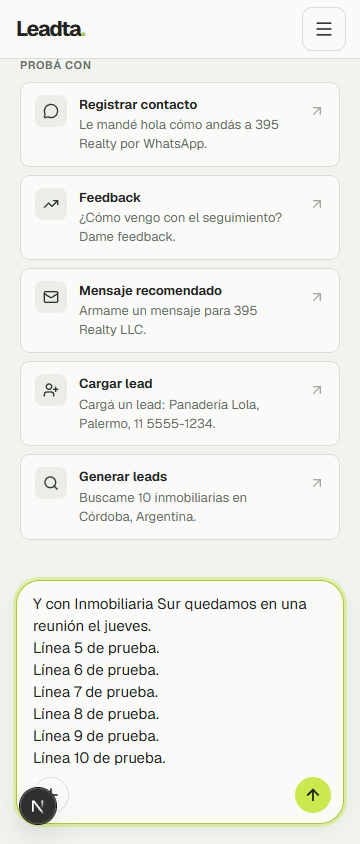 Leadta.
PROBÁ CON
Registrar contacto
Le mandé hola cómo andás a 395
Realty por WhatsApp.
Feedback
¿Cómo vengo con el seguimiento?
Dame feedback.
Mensaje recomendado
Armame un mensaje para 395
Realty LLC.
Cargar lead
Cargá un lead: Panadería Lola,
Palermo, 11 5555-1234.
Generar leads
Buscame 10 inmobiliarias en
Córdoba, Argentina.
Y con Inmobiliaria Sur quedamos en una
reunión el jueves.
Línea 5 de prueba.
Línea 6 de prueba.
Línea 7 de prueba.
Línea 8 de prueba.
Línea 9 de prueba.
Línea 10 de prueba.
N